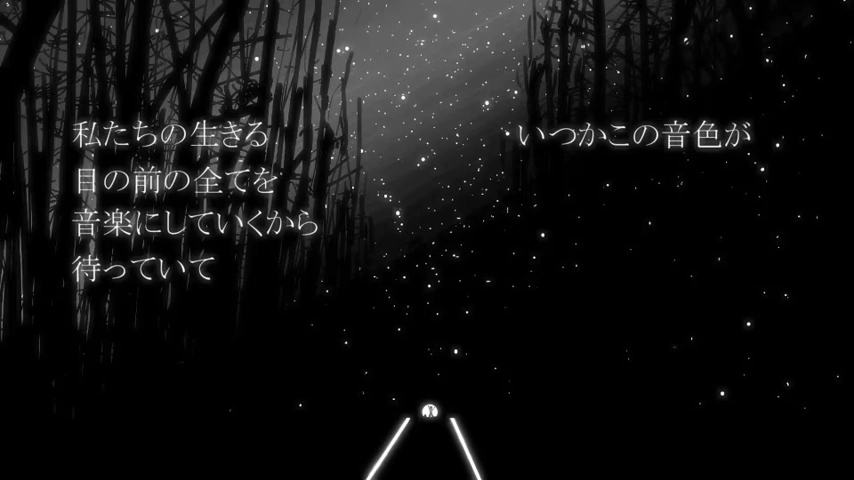 私たちの生きる
目の前の全てを
音楽にしていくから
待っていて
いつかこの音色が